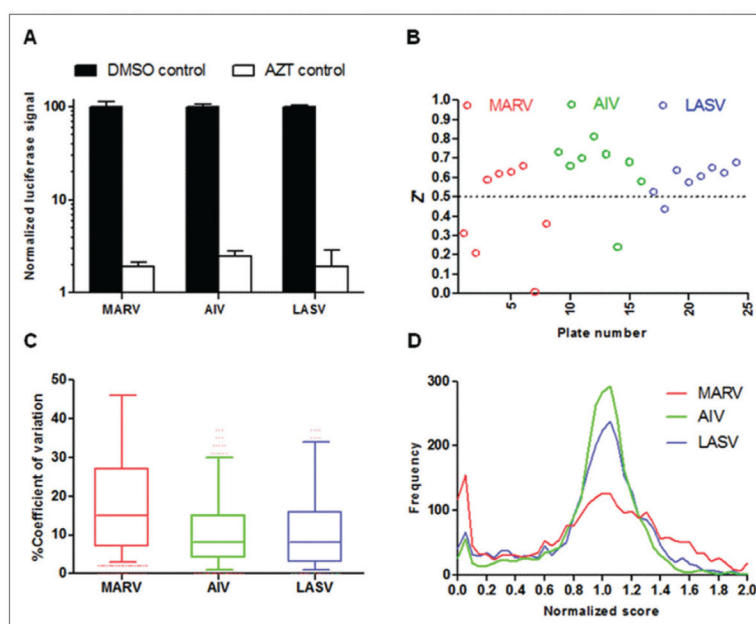 A
DMSO control AZT control
Normalized luciferase signal
100
10
1
MARV AIV LASV
B
MARV AIV LASV
Z'
1.0
0.9
0.8
0.7
0.6
0.5
0.4
0.3
0.2
0.1
0.0
5 10 15 20 25
Plate number
C
%Coefficient of variation
50
40
30
20
10
0
MARV AIV LASV
D
MARV
AIV
LASV
Frequency
300
200
100
0
0.0 0.2 0.4 0.6 0.8 1.0 1.2 1.4 1.6 1.8 2.0
Normalized score